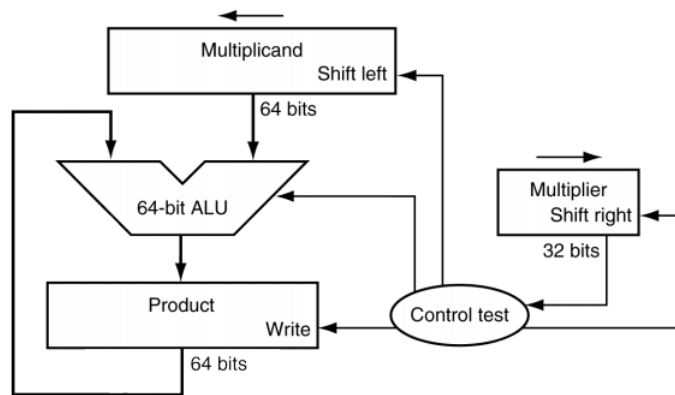 Multiplicand
Shift left
64 bits
64-bit ALU
Multiplier
Shift right
32 bits
Product
Write
Control test
64 bits